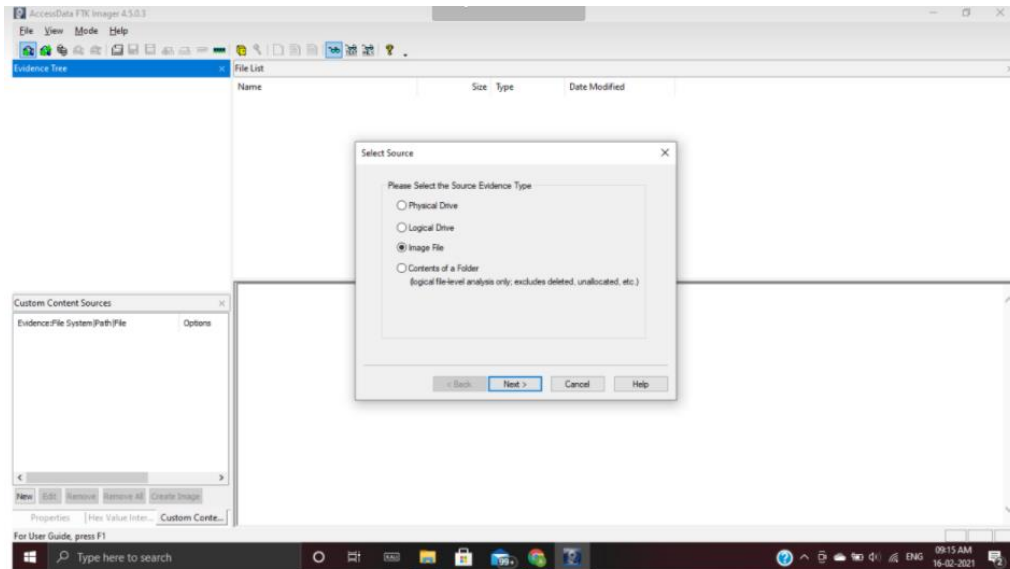 AccessData FTK Imager 4.5.0.3
File View Mode Help
Evidence Tree
File List
Name Size Type Date Modified
Select Source
Please Select the Source Evidence Type
Physical Drive
Logical Drive
Image File
Contents of a Folder
(logical file-level analysis only; excludes deleted, unallocated, etc.)
< Back Next > Cancel Help
Custom Content Sources
Evidence:File System|Path|File Options
New Edit Remove Remove All Create Image
Properties Hex Value Inter... Custom Conte...
For User Guide, press F1
Type here to search
99+
ENG
09:15 AM
16-02-2021